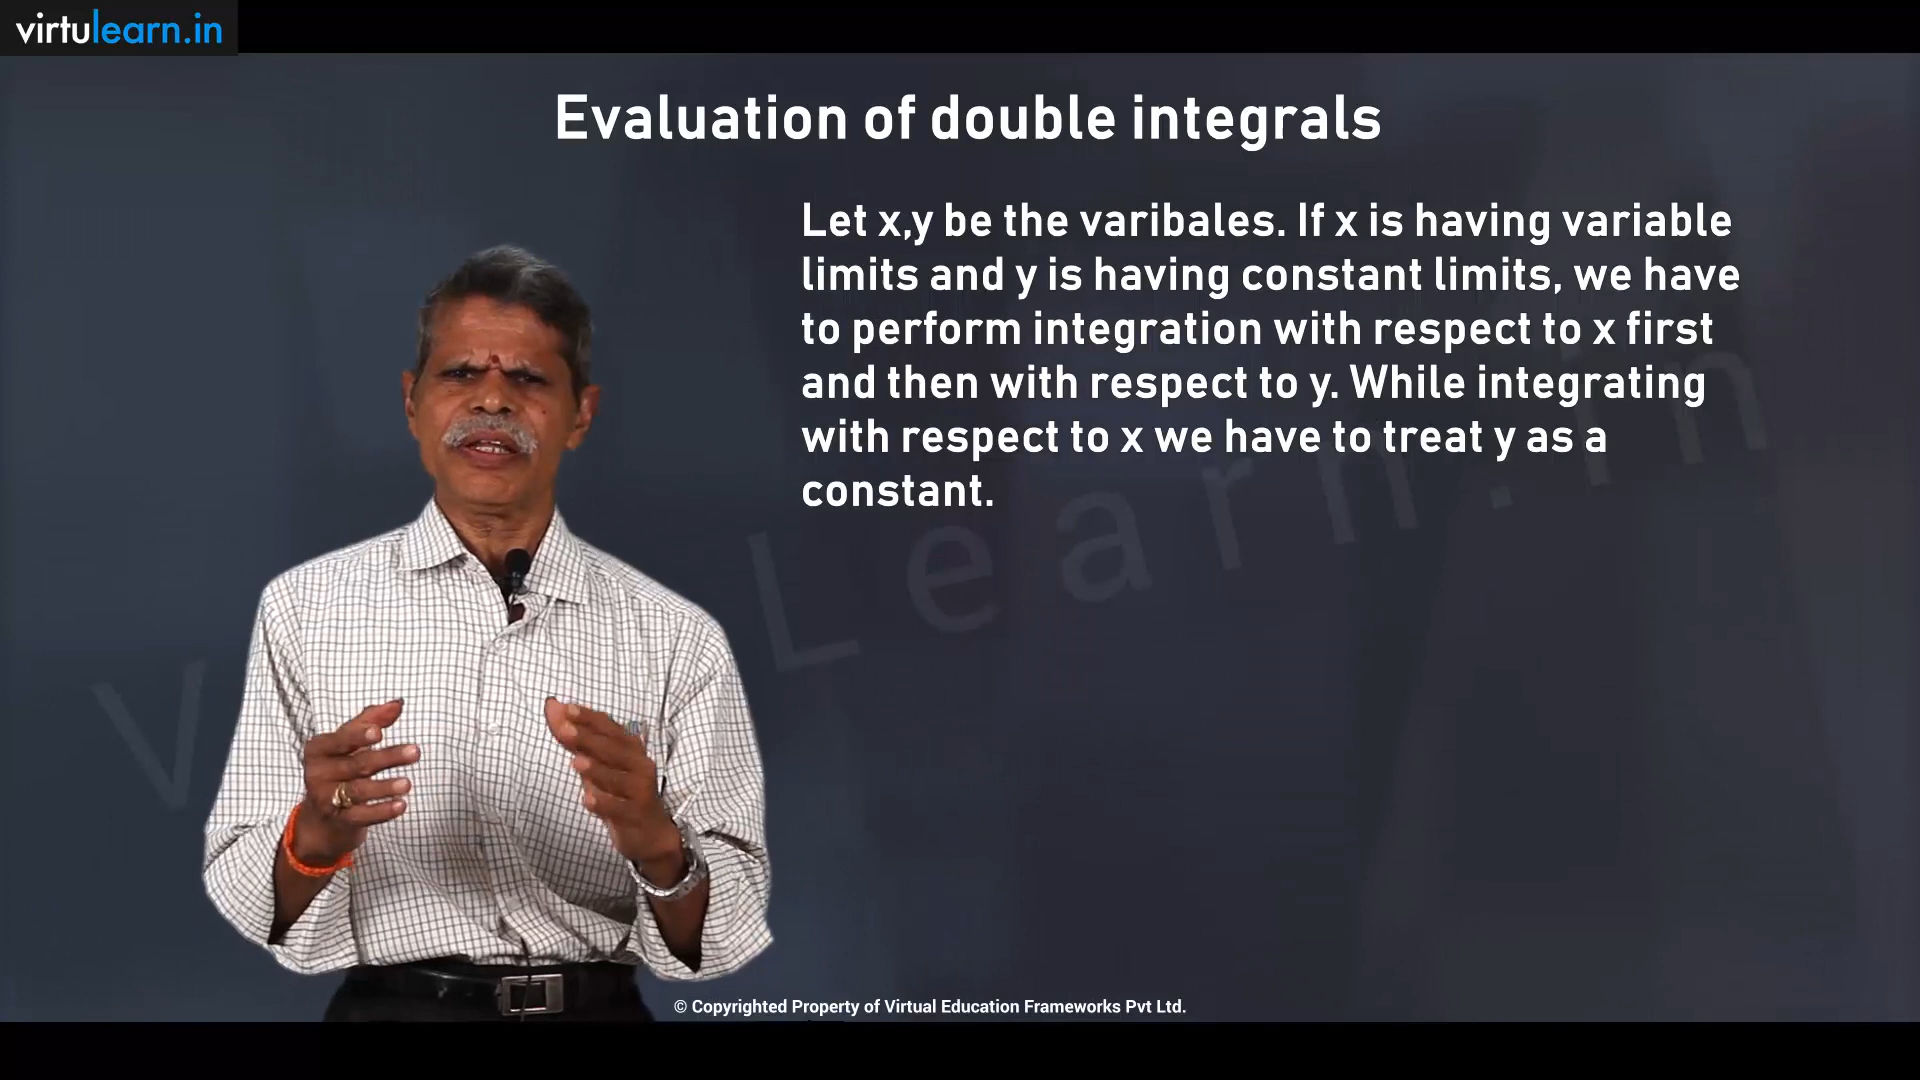 virtulearn.in
Evaluation of double integrals
Let x,y be the varibales. If x is having variable
limits and y is having constant limits, we have
to perform integration with respect to x first
and then with respect to y. While integrating
with respect to x we have to treat y as a
constant.
V Learn.in
© Copyrighted Property of Virtual Education Frameworks Pvt Ltd.